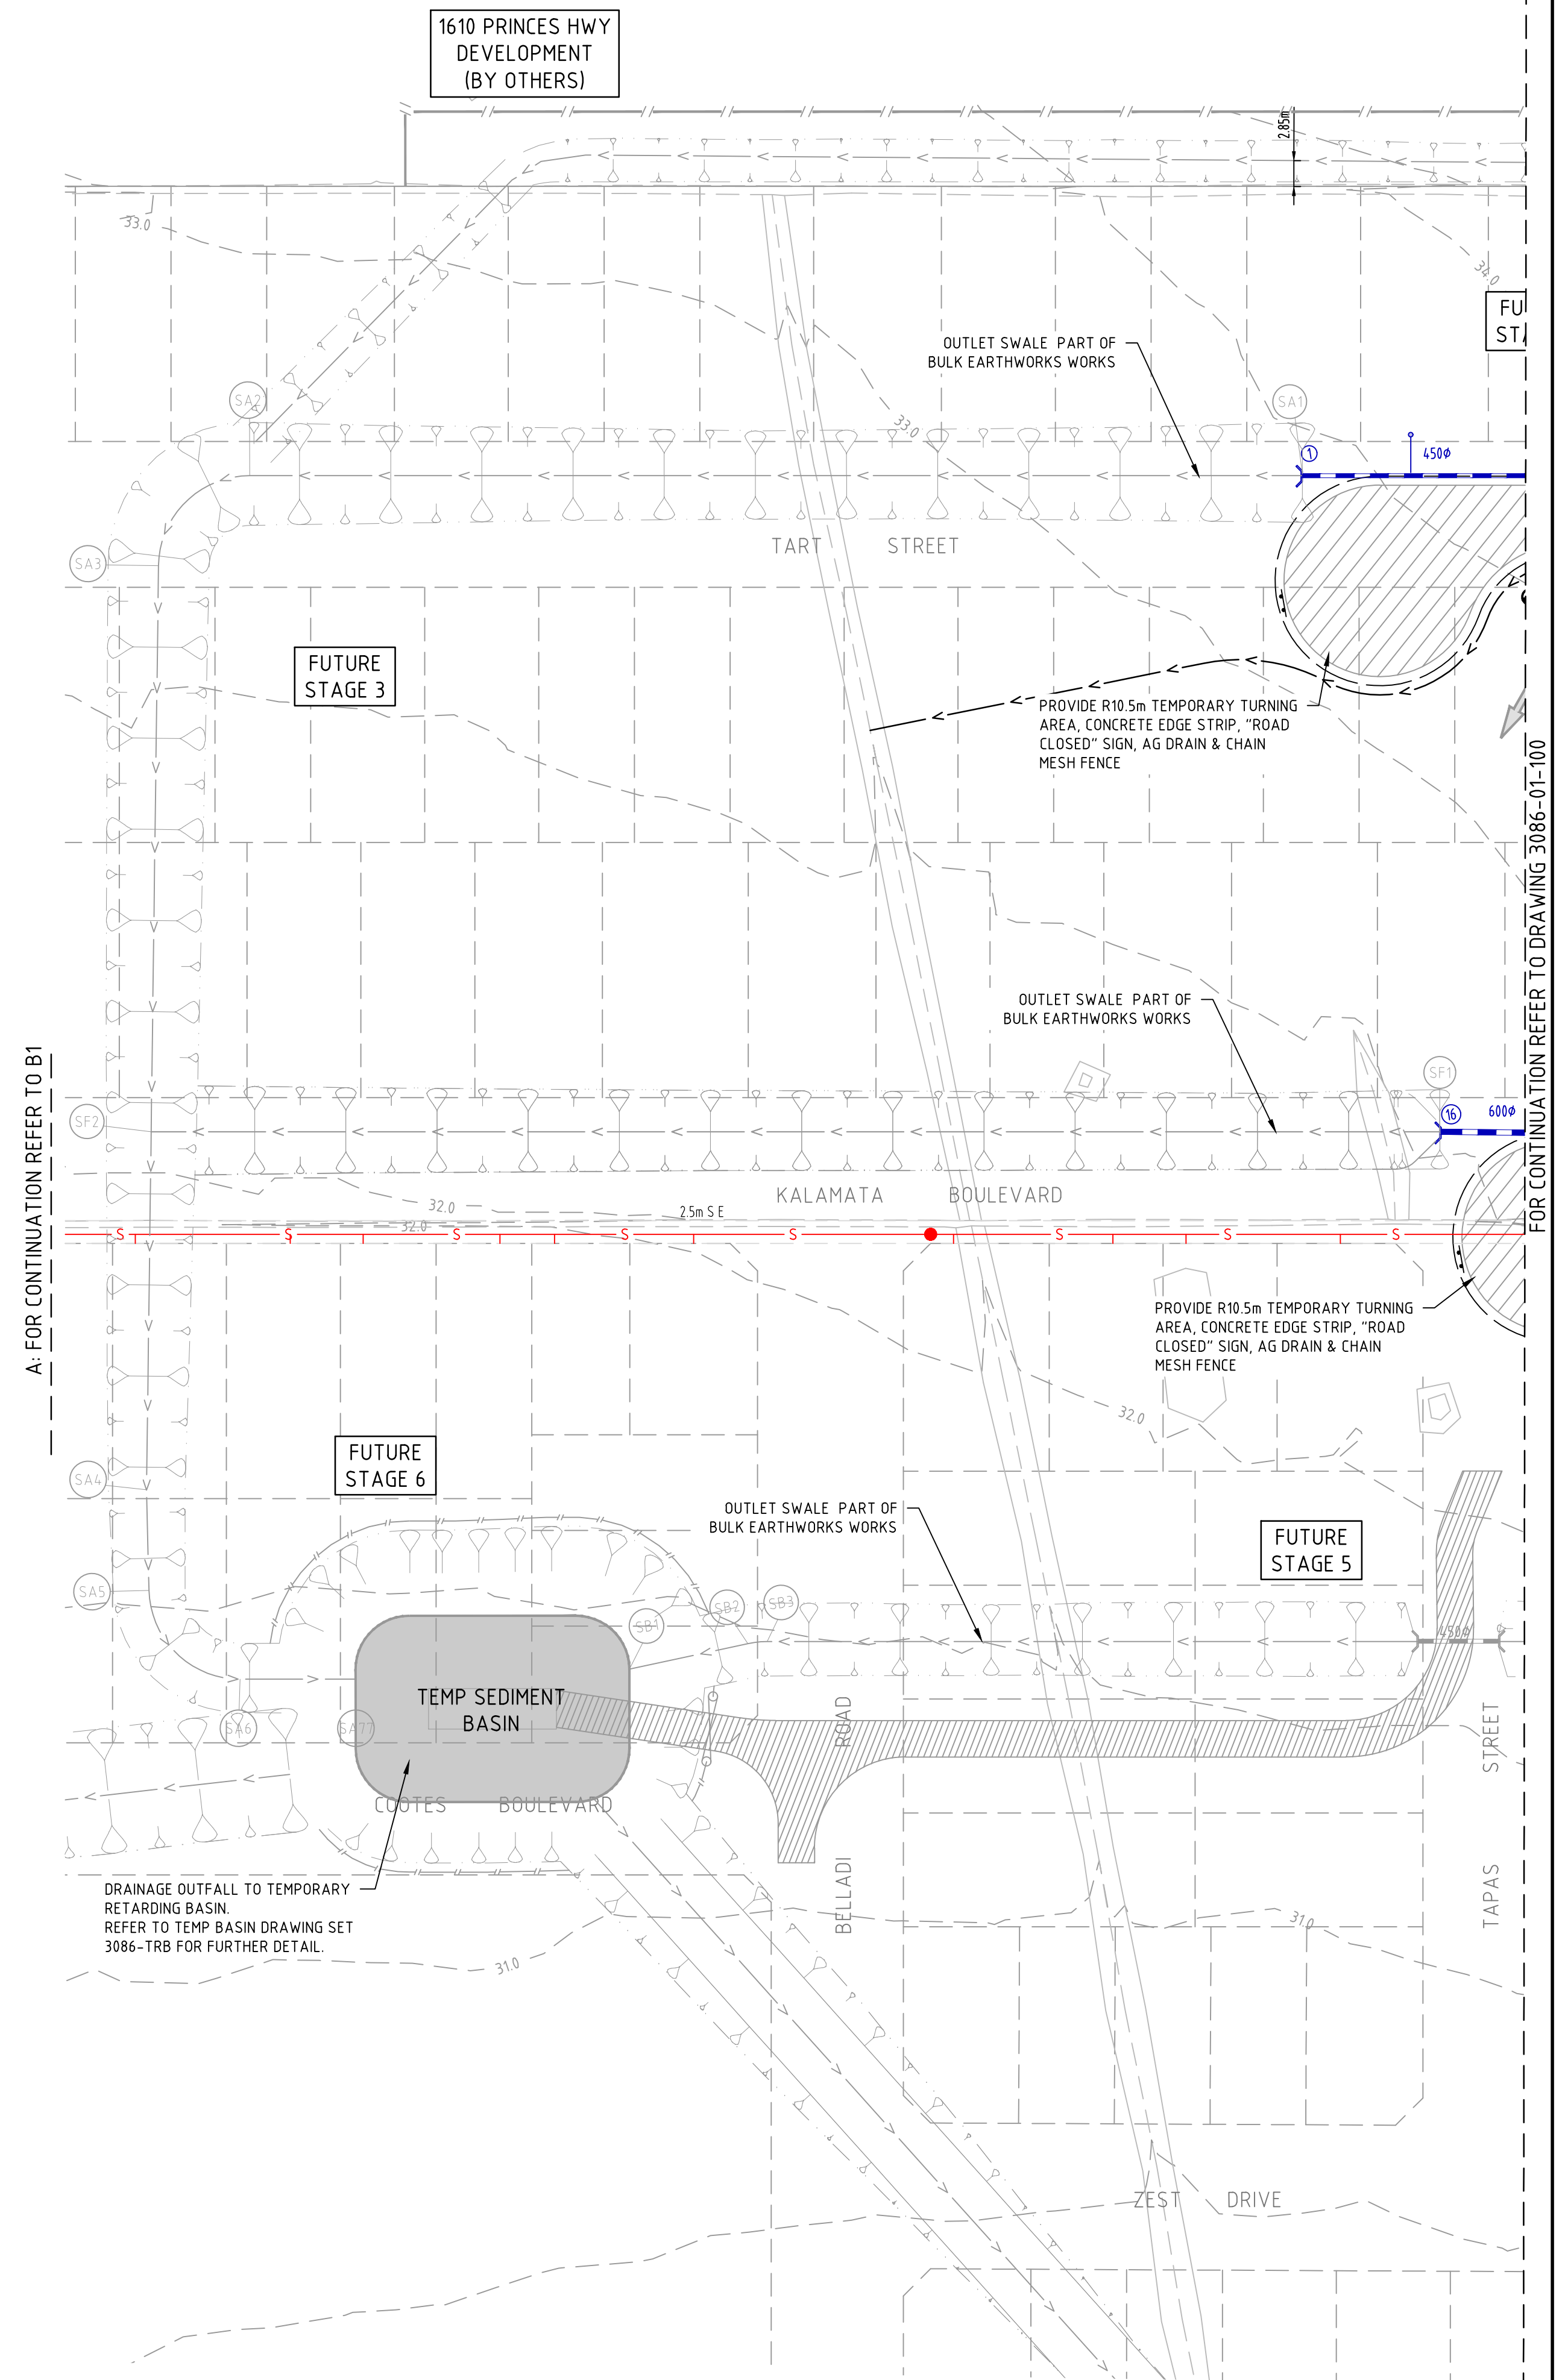 1610 PRINCES HWY
DEVELOPMENT
(BY OTHERS)
2.85m
33.0
34.0
OUTLET SWALE PART OF
BULK EARTHWORKS WORKS
SA2
33.0
SA1
1
450Ø
TART STREET
SA3
FUTURE
STAGE 3
PROVIDE R10.5m TEMPORARY TURNING
AREA, CONCRETE EDGE STRIP, "ROAD
CLOSED" SIGN, AG DRAIN & CHAIN
MESH FENCE
FOR CONTINUATION REFER TO DRAWING 3086-01-100
OUTLET SWALE PART OF
BULK EARTHWORKS WORKS
A: FOR CONTINUATION REFER TO B1
SF1
16
600Ø
SF2
KALAMATA BOULEVARD
32.0
2.5m S E
32.0
S S S S S S S S
PROVIDE R10.5m TEMPORARY TURNING
AREA, CONCRETE EDGE STRIP, "ROAD
CLOSED" SIGN, AG DRAIN & CHAIN
MESH FENCE
32.0
FUTURE
STAGE 6
SA4
OUTLET SWALE PART OF
BULK EARTHWORKS WORKS
FUTURE
STAGE 5
SA5
SB1
SB2
SB3
450Ø
TEMP SEDIMENT
BASIN
SA6
SA77
BELLADI ROAD
TAPAS STREET
COOTES BOULEVARD
DRAINAGE OUTFALL TO TEMPORARY
RETARDING BASIN.
REFER TO TEMP BASIN DRAWING SET
3086-TRB FOR FURTHER DETAIL.
31.0
31.0
ZEST DRIVE